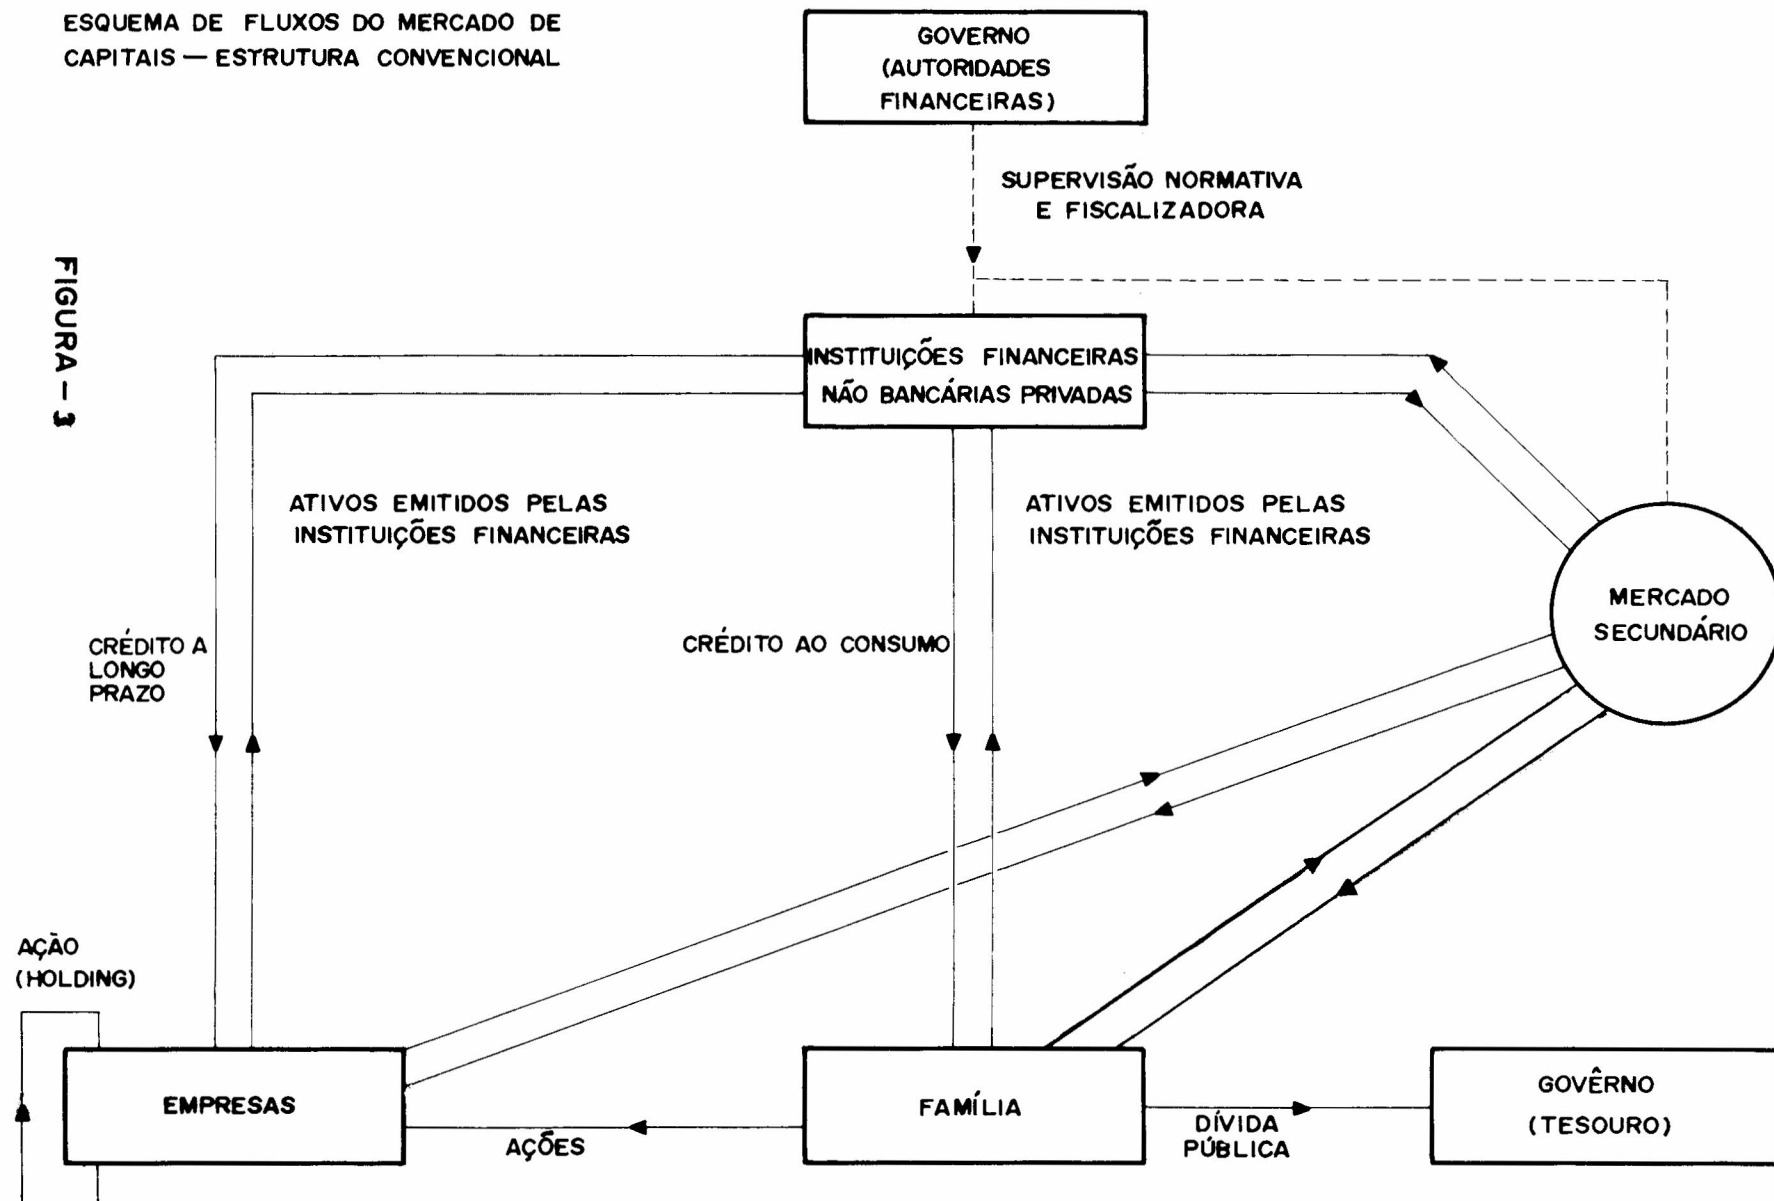 ESQUEMA DE FLUXOS DO MERCADO DE
CAPITAIS — ESTRUTURA CONVENCIONAL
GOVERNO
(AUTORIDADES
FINANCEIRAS)
SUPERVISÃO NORMATIVA
E FISCALIZADORA
FIGURA - 3
INSTITUIÇÕES FINANCEIRAS
NÃO BANCÁRIAS PRIVADAS
ATIVOS EMITIDOS PELAS
INSTITUIÇÕES FINANCEIRAS
ATIVOS EMITIDOS PELAS
INSTITUIÇÕES FINANCEIRAS
MERCADO
SECUNDÁRIO
CRÉDITO A
LONGO
PRAZO
CRÉDITO AO CONSUMO
AÇÃO
(HOLDING)
EMPRESAS
AÇÕES
FAMÍLIA
DÍVIDA
PÚBLICA
GOVÊRNO
(TESOURO)